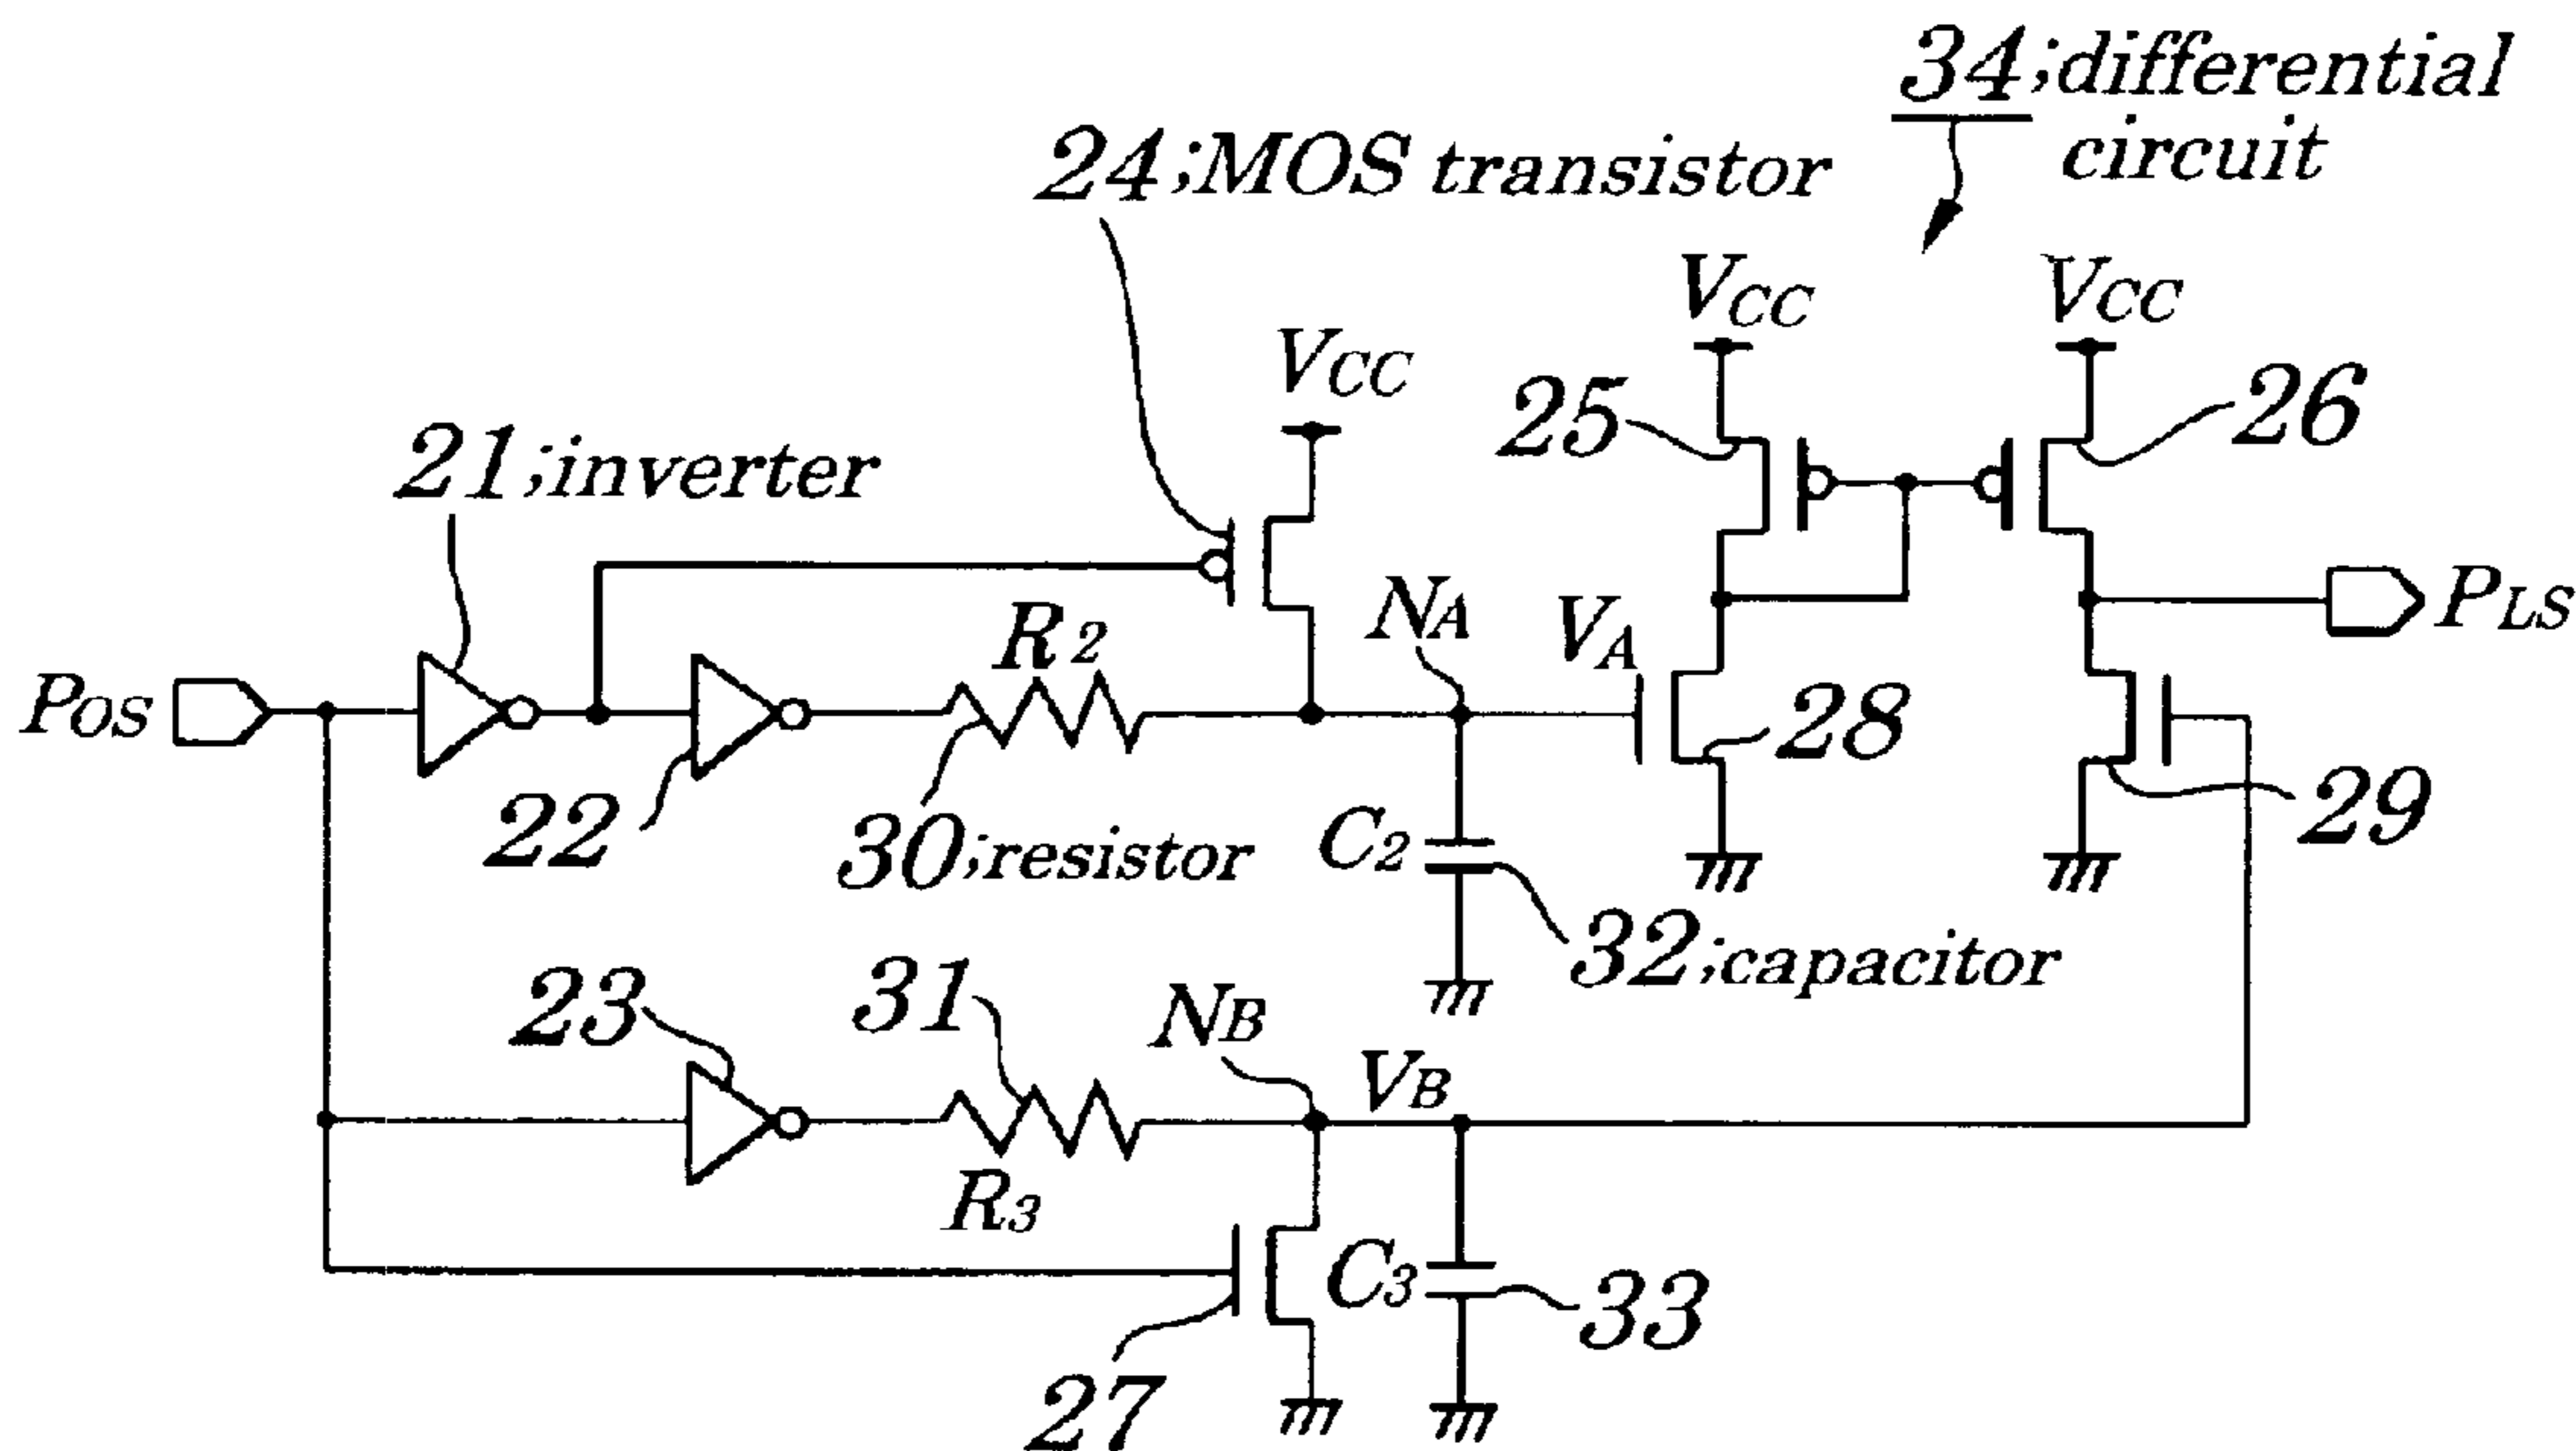 34;differential
circuit
24;MOS transistor
VCC
VCC
VCC
25
26
21;inverter
R2
NA
VA
PLS
POS
22
30;resistor
28
C2
29
32;capacitor
23
31
NB
VB
R3
C3
33
27